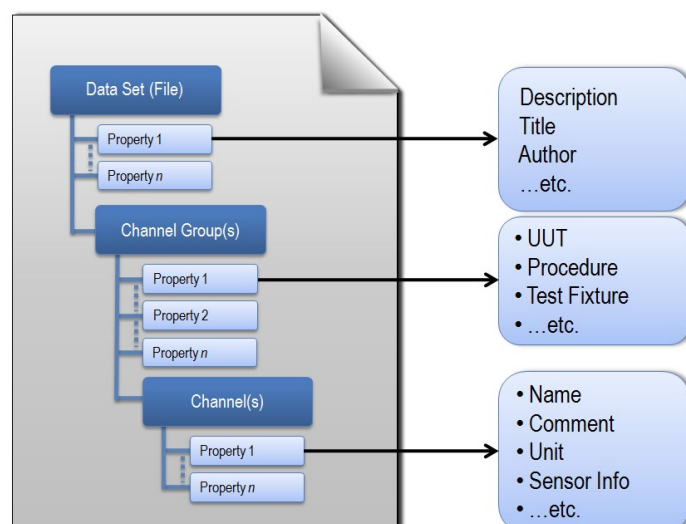 Data Set (File)
Property 1
Property n
Channel Group(s)
Property 1
Property 2
Property n
Channel(s)
Property 1
Property n
Description
Title
Author
…etc.
• UUT
• Procedure
• Test Fixture
• …etc.
• Name
• Comment
• Unit
• Sensor Info
• …etc.